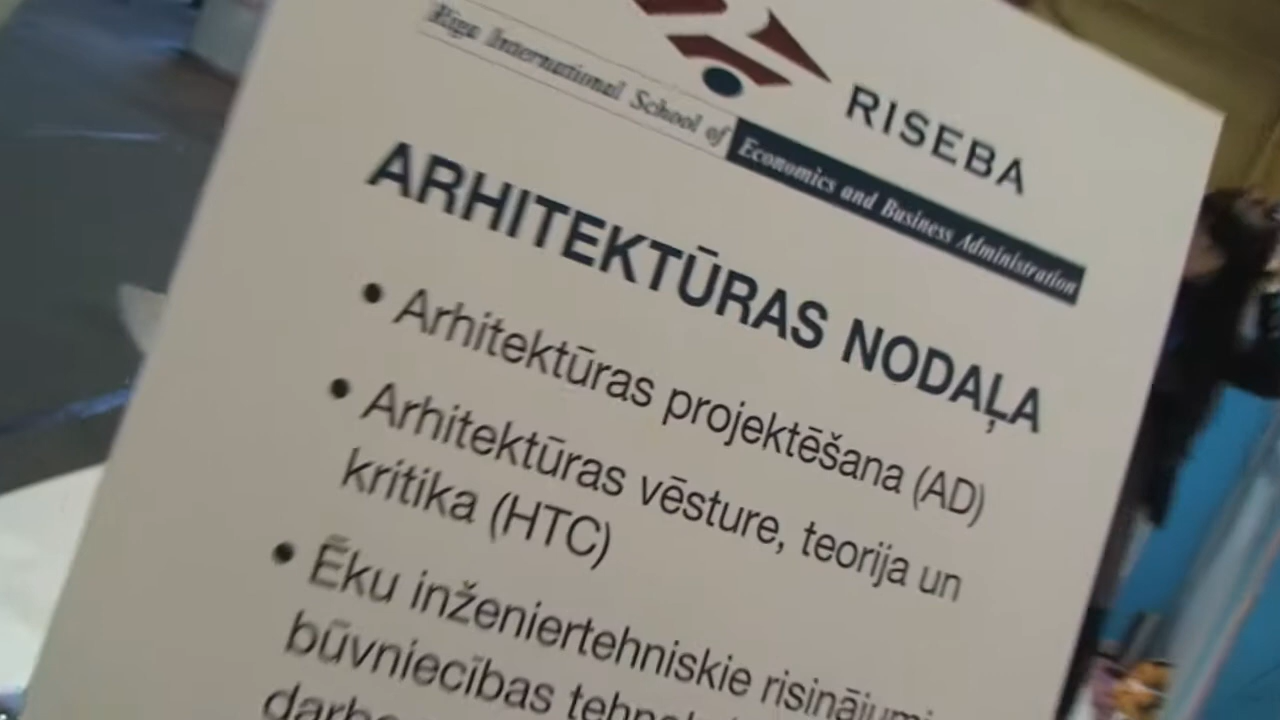 RISEBA
Riga International School of Economics and Business Administration
ARHITEKTŪRAS NODAĻA
• Arhitektūras projektēšana (AD)
• Arhitektūras vēsture, teorija un
kritika (HTC)
• Ēku inženiertehniskie
būvniecības